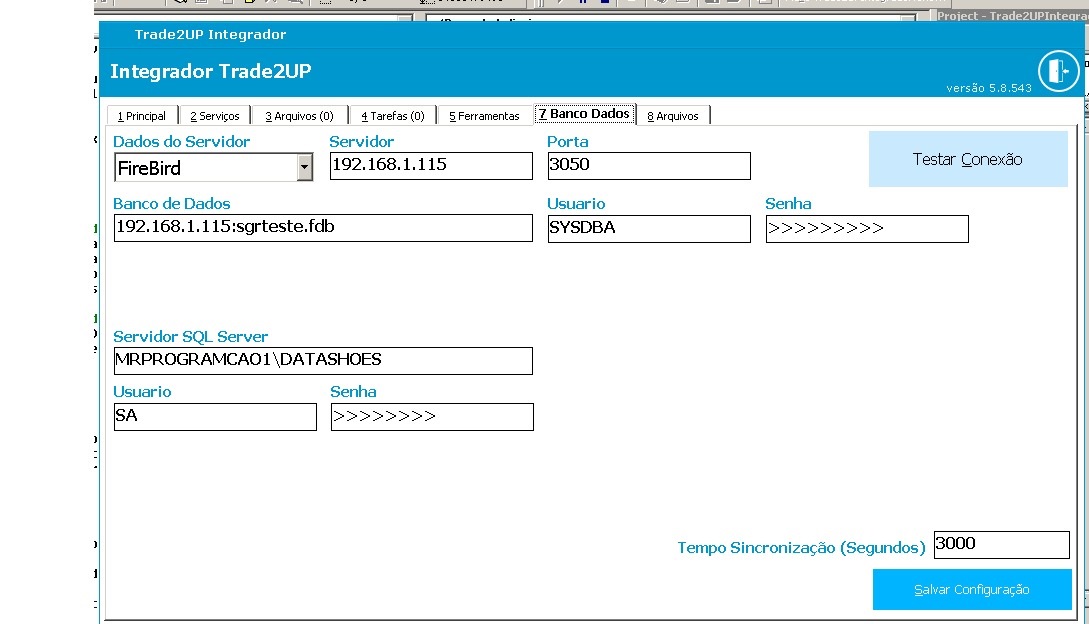 Project - Trade2UPIntegra
Trade2UP Integrador
Integrador Trade2UP
versão 5.8.543
1 Principal 2 Serviços 3 Arquivos (0) 4 Tarefas (0) 5 Ferramentas 7 Banco Dados 8 Arquivos
Dados do Servidor Servidor Porta
FireBird 192.168.1.115 3050 Testar Conexão
Banco de Dados Usuario Senha
192.168.1.115:sgrteste.fdb SYSDBA >>>>>>>>>
Servidor SQL Server
MRPROGRAMCAO1\DATASHOES
Usuario Senha
SA >>>>>>>>
Tempo Sincronização (Segundos) 3000
Salvar Configuração